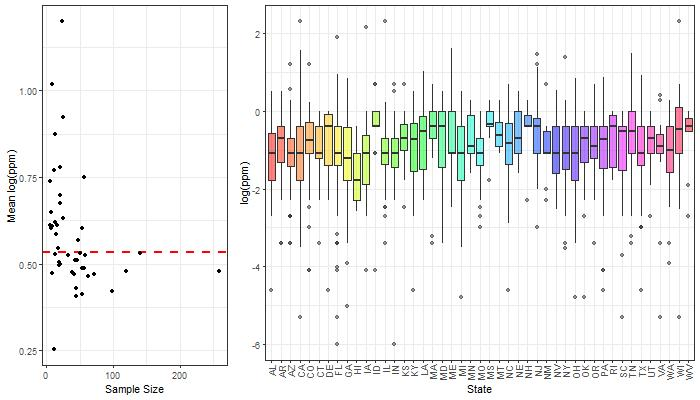 Mean log(ppm)
1.00
0.75
0.50
0.25
0
100
200
Sample Size
log(ppm)
2
0
-2
-4
-6
AL
AR
AZ
CA
CO
CT
DE
FL
GA
HI
IA
ID
IL
IN
KS
KY
LA
MA
MD
ME
MI
MN
MO
MS
MT
NC
NE
NH
NJ
NM
NV
NY
OH
OK
OR
PA
RI
SC
TN
TX
UT
VA
WA
WI
WV
State